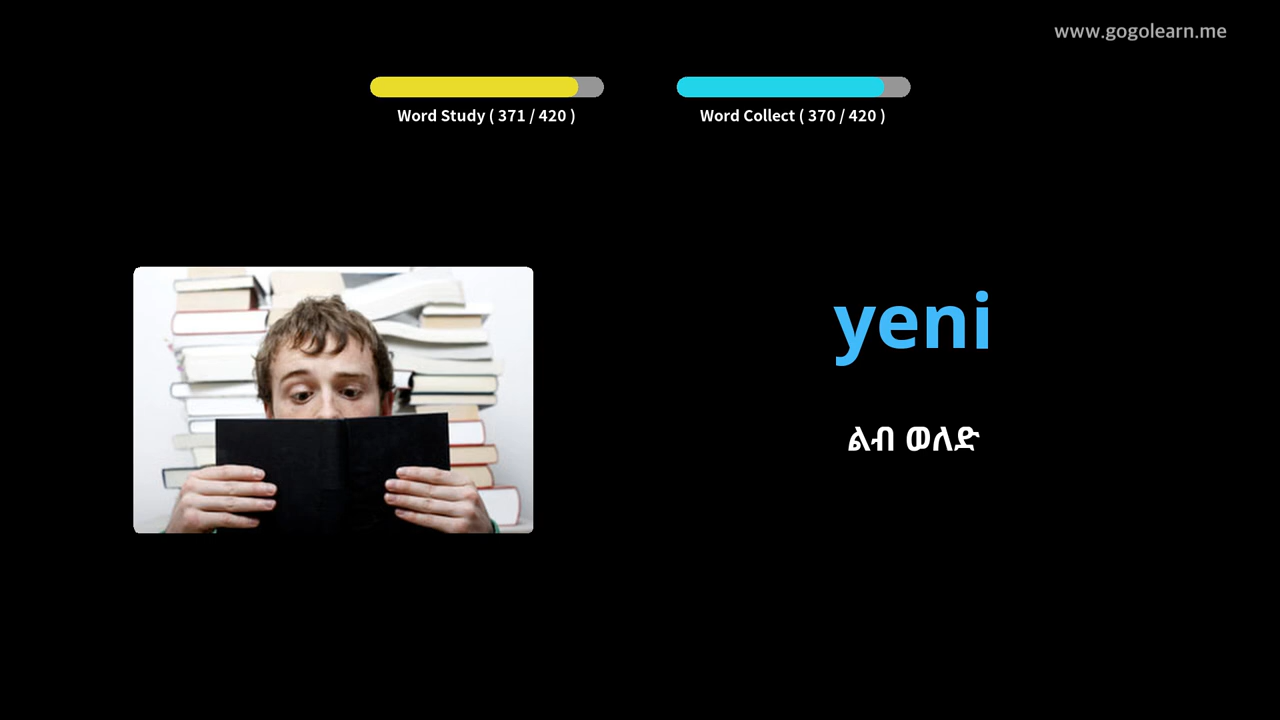 www.gogolearn.me
Word Study ( 371 / 420 )
Word Collect ( 370 / 420 )
yeni
ልብ ወለድ